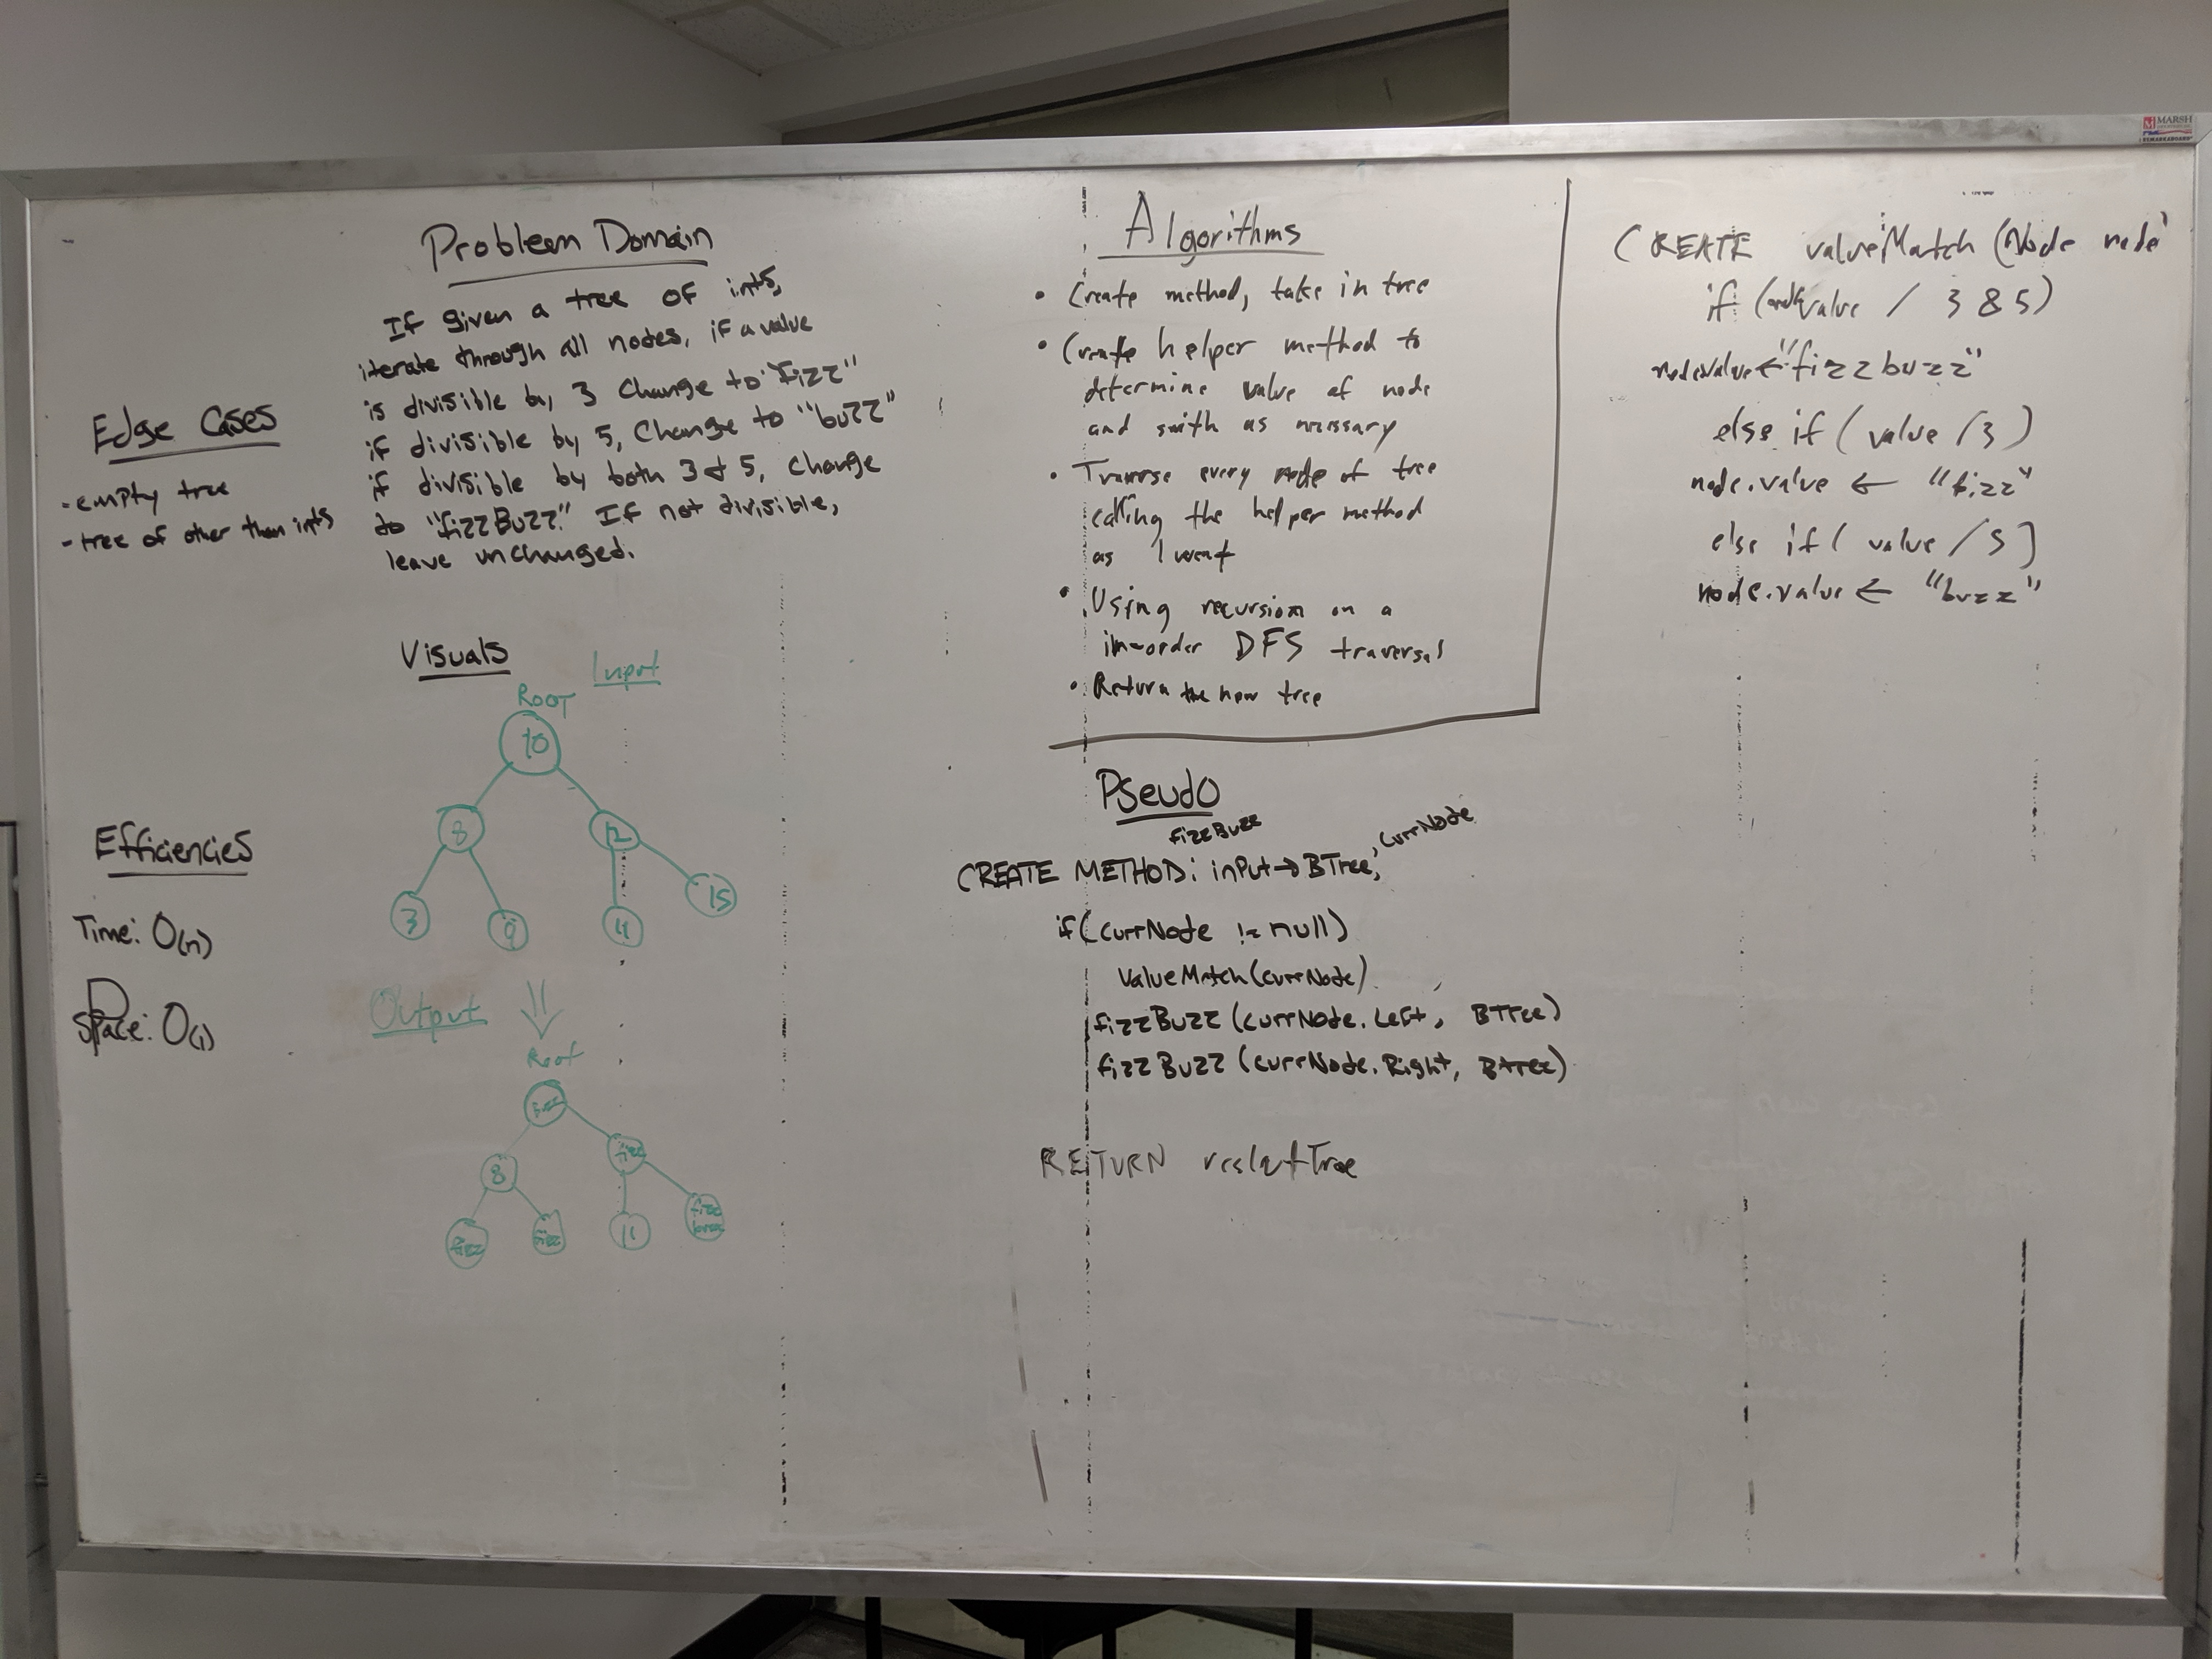 Problem Domain
If given a tree of ints,
iterate through all nodes, if a value
is divisible by 3 Change to "fizz"
if divisible by 5, Change to "buzz"
if divisible by both 3 & 5, Change
to "fizzBuzz." If not divisible,
leave unchanged.
Edge Cases
- empty tree
- tree of other than ints
Efficiencies
Time: O(n)
Space: O(1)
Visuals
Input
Root
10
8
12
3
9
11
15
Output
Root
buzz
8
fizz
fizz
fizz
11
fizz
buzz
Algorithms
• Create method, take in tree
• Create helper method to
determine value of node
and swith as nessary
• Traverse every node of tree
calling the helper method
as I went
• Using recursion on a
in-order DFS traversal
• Return the new tree
Pseudo
fizzBuzz
CREATE METHOD: input → BTree, currNode
if(currNode != null)
ValueMatch(currNode)
fizzBuzz (currNode.Left, BTree)
fizzBuzz (currNode.Right, BTree)
RETURN reslutTree
CREATE valueMatch (Node node
if (node value / 3 & 5)
node.value ← "fizzbuzz"
else if ( value /3 )
node.value ← "fizz"
else if ( value / 5 )
node.value ← "buzz"
MARSH